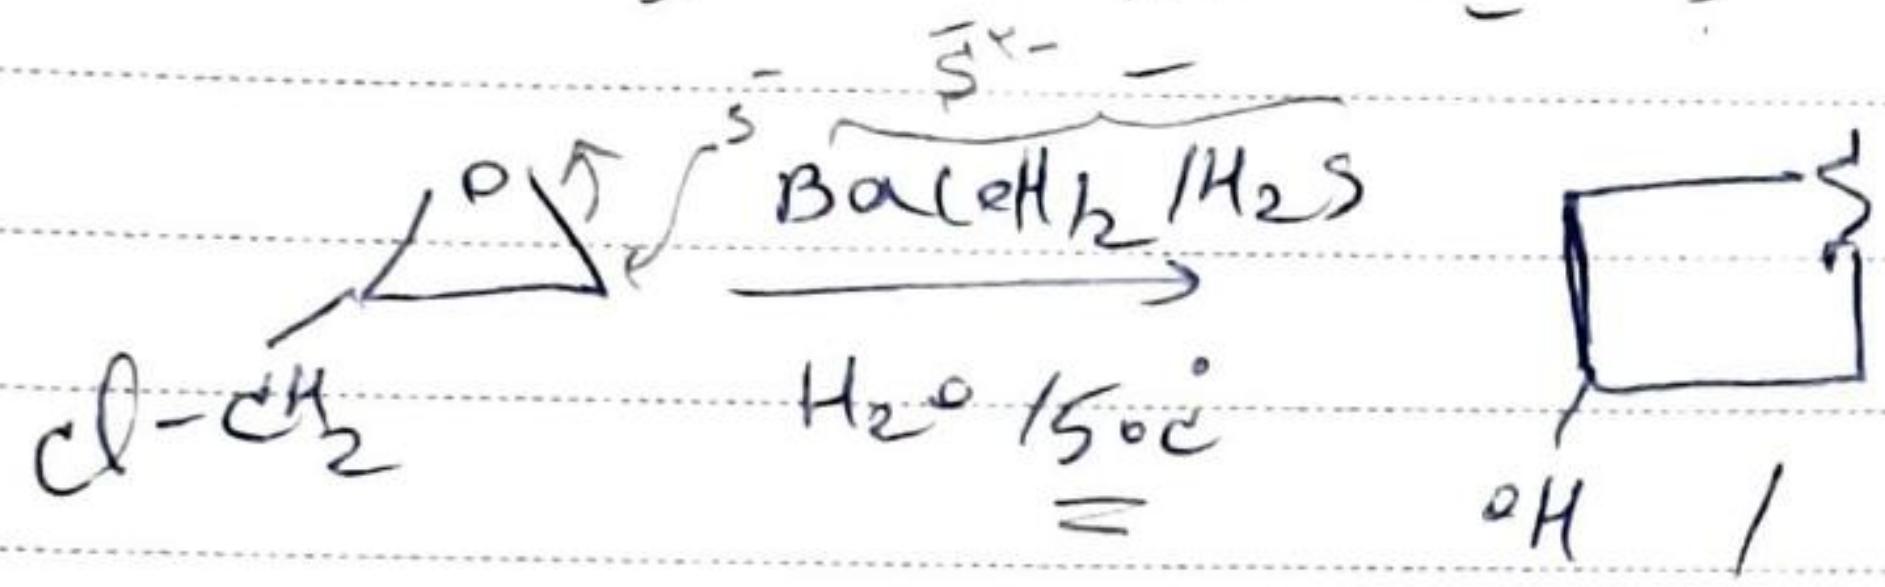 S²⁻
S⁻
O
Ba(OH)₂ / H₂S
S
Cl-CH₂
H₂O / 50°C
OH